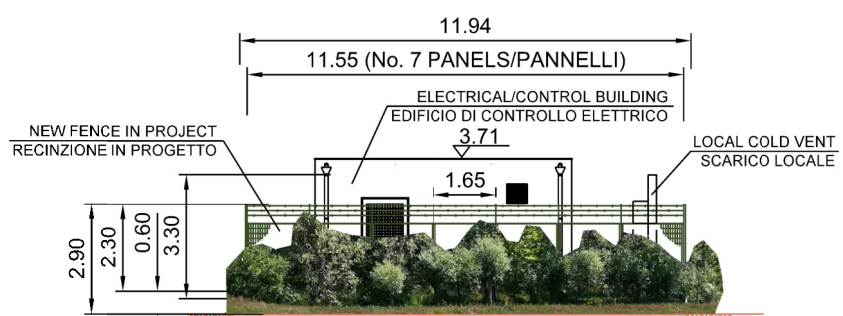 11.94
11.55 (No. 7 PANELS/PANNELLI)
ELECTRICAL/CONTROL BUILDING
EDIFICIO DI CONTROLLO ELETTRICO
NEW FENCE IN PROJECT
RECINZIONE IN PROGETTO
3.71
LOCAL COLD VENT
SCARICO LOCALE
1.65
2.90
2.30
0.60
3.30